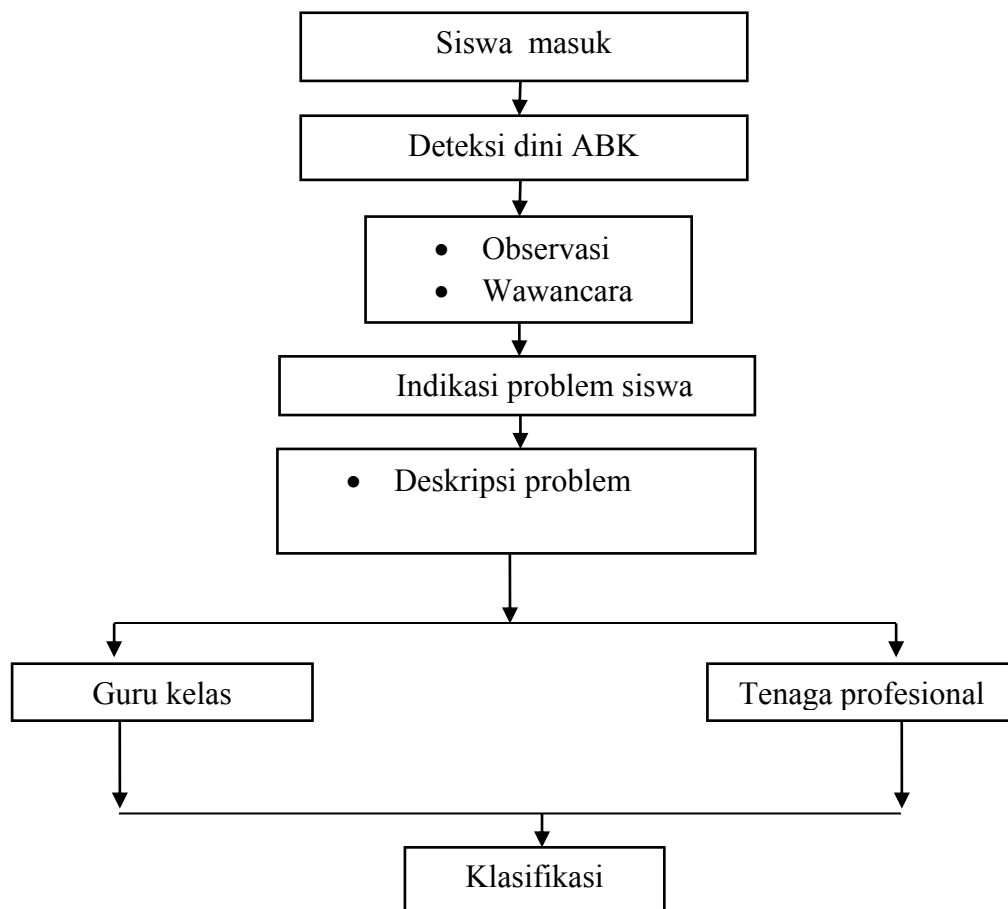 Siswa  masuk
Deteksi dini ABK
• Observasi
• Wawancara
Indikasi problem siswa
• Deskripsi problem
Guru kelas
Tenaga profesional
Klasifikasi